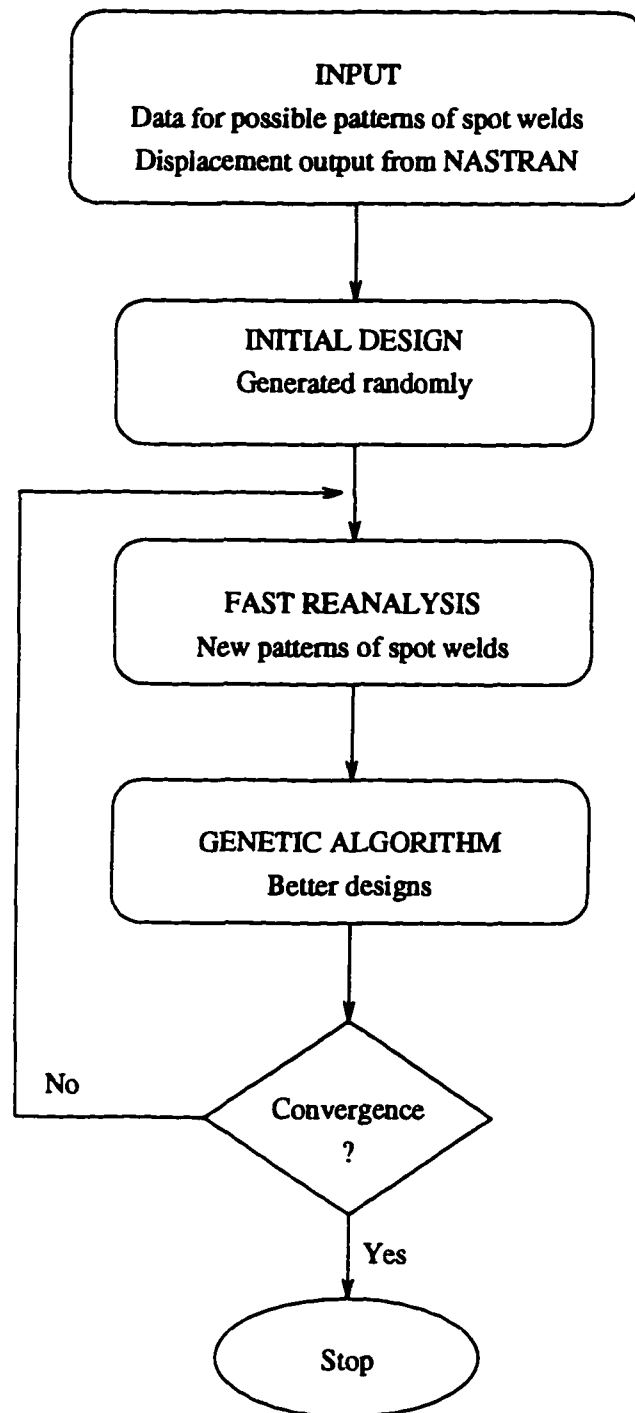 INPUT
Data for possible patterns of spot welds
Displacement output from NASTRAN
INITIAL DESIGN
Generated randomly
FAST REANALYSIS
New patterns of spot welds
GENETIC ALGORITHM
Better designs
No
Convergence
?
Yes
Stop